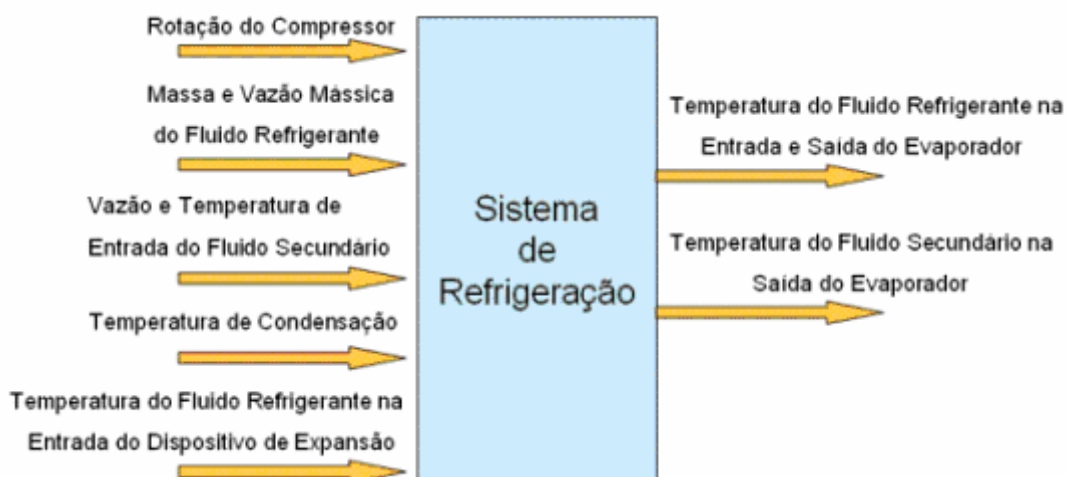 Rotação do Compressor
Massa e Vazão Mássica
do Fluido Refrigerante
Vazão e Temperatura de
Entrada do Fluido Secundário
Temperatura de Condensação
Temperatura do Fluido Refrigerante na
Entrada do Dispositivo de Expansão
Sistema
de
Refrigeração
Temperatura do Fluido Refrigerante na
Entrada e Saída do Evaporador
Temperatura do Fluido Secundário na
Saída do Evaporador